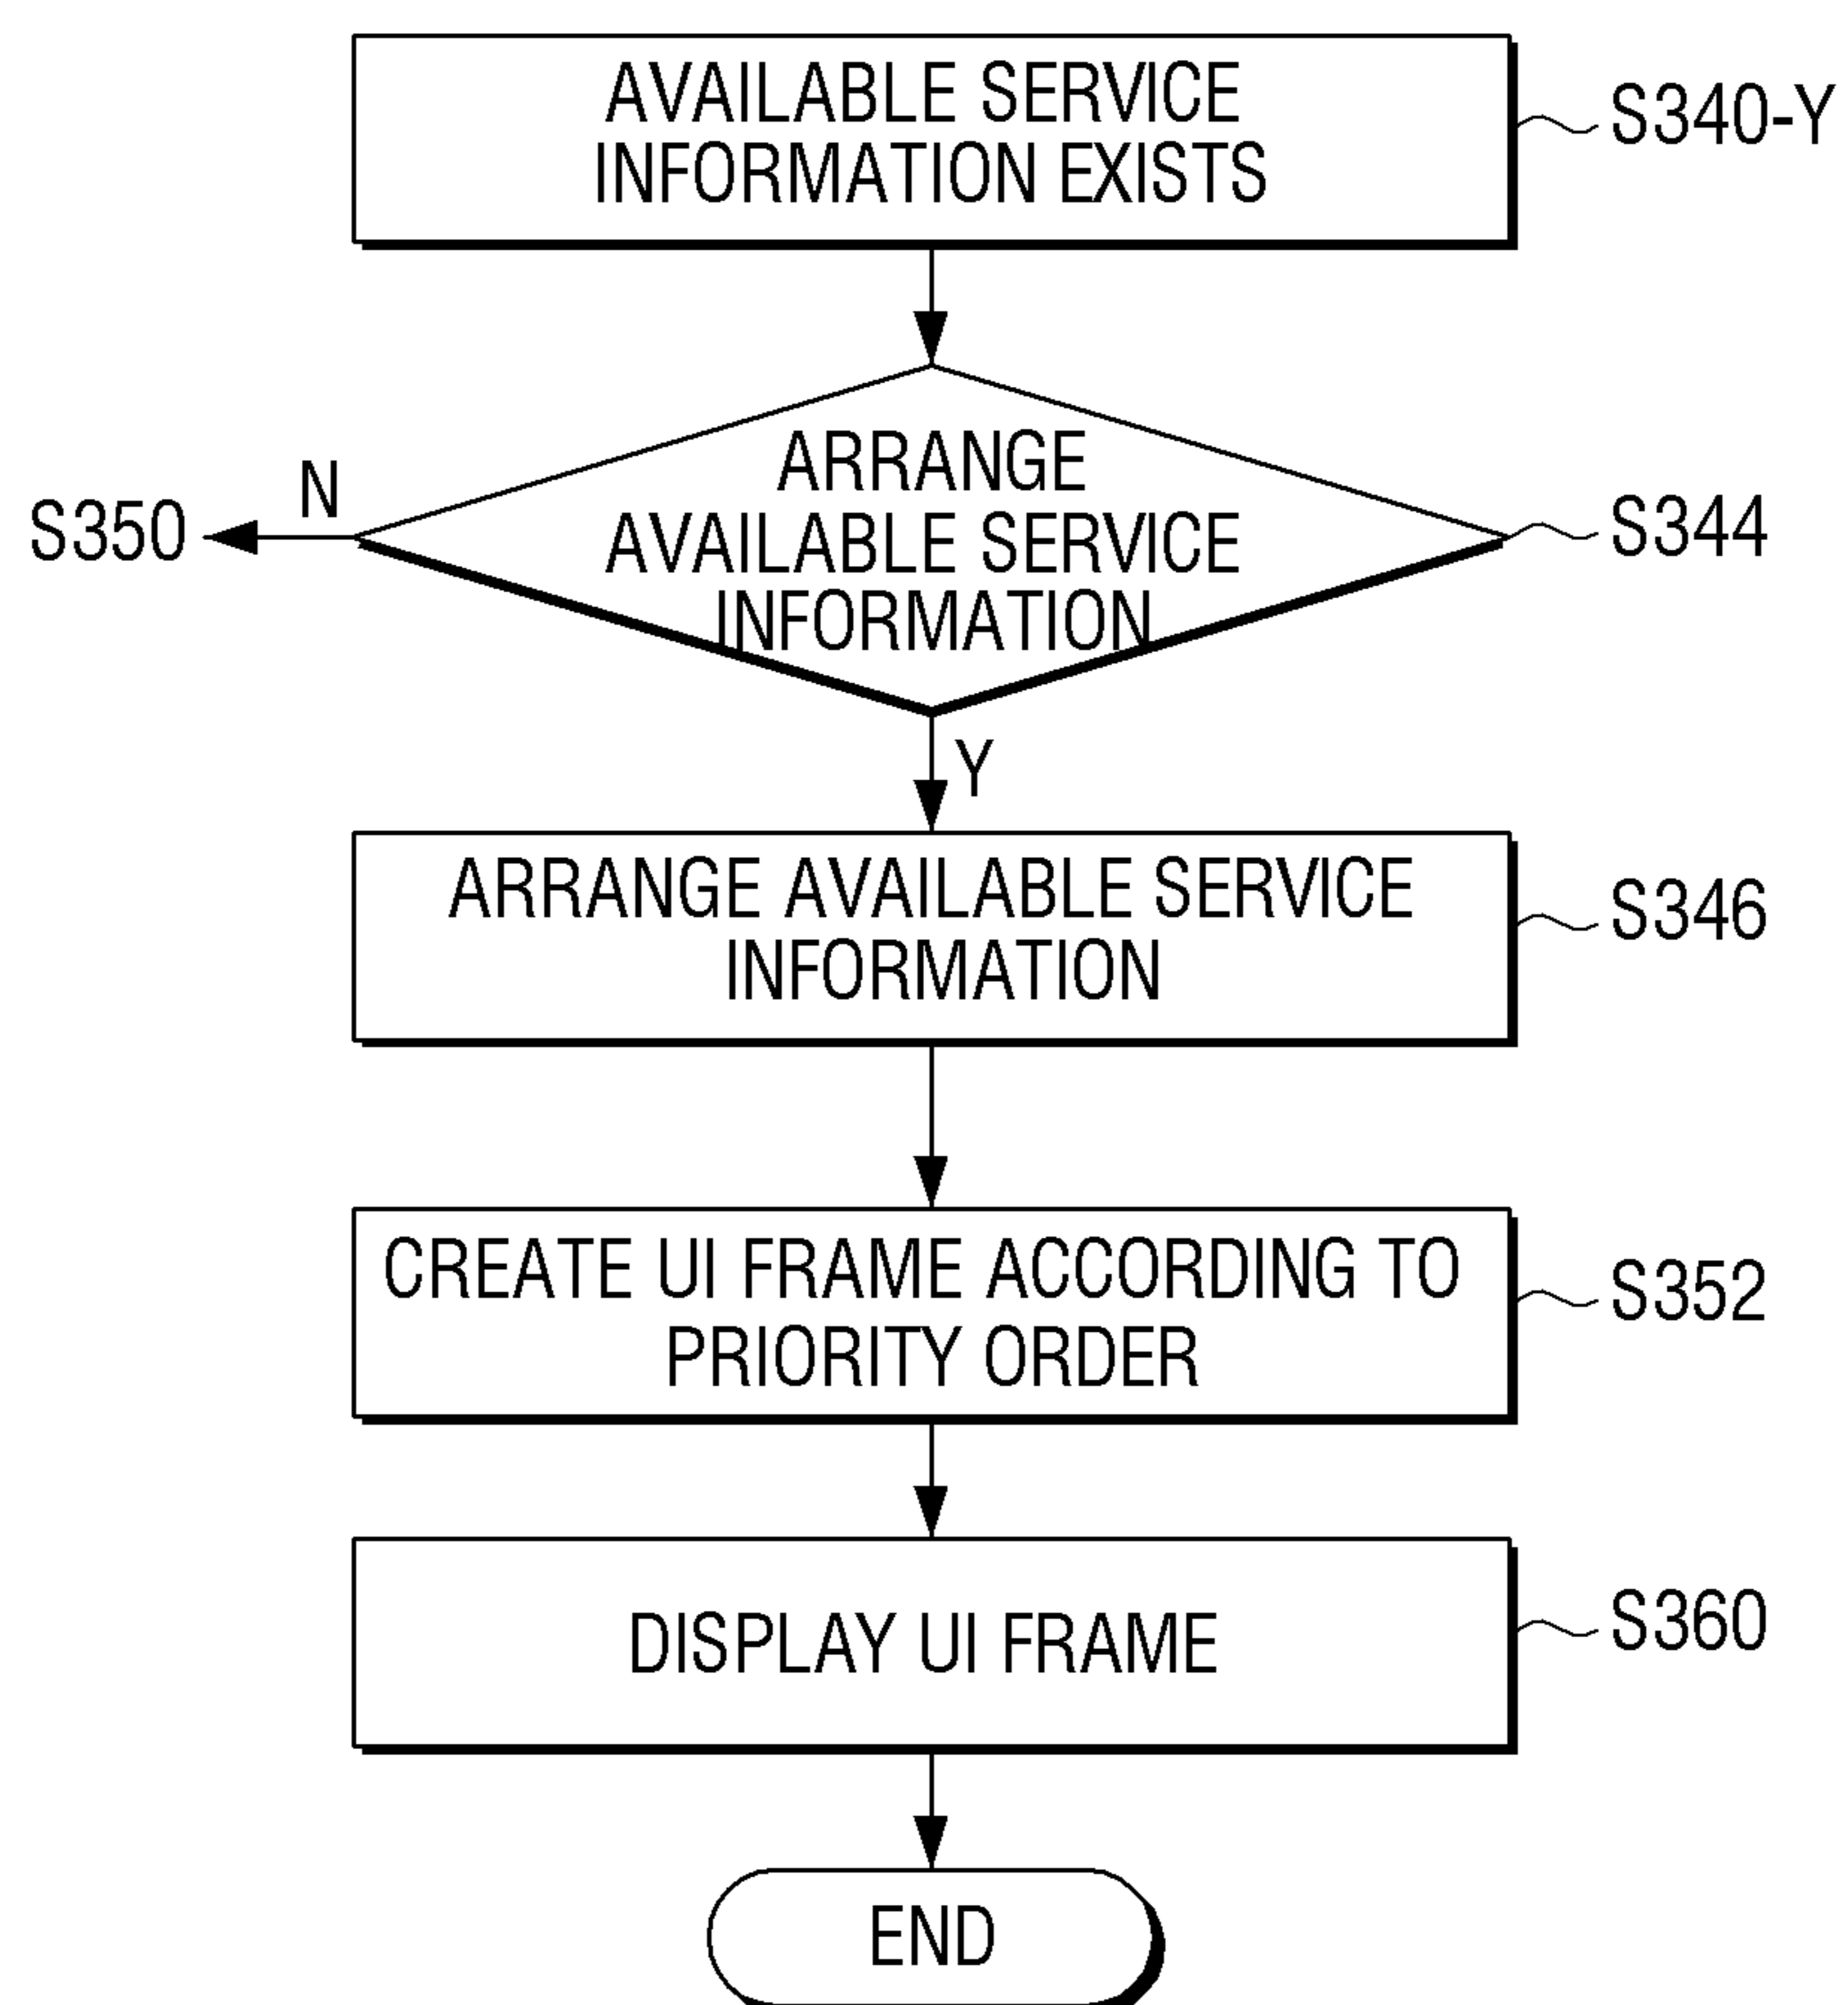 AVAILABLE SERVICE
INFORMATION EXISTS
S340-Y
ARRANGE
AVAILABLE SERVICE
INFORMATION
S344
N
S350
Y
ARRANGE AVAILABLE SERVICE
INFORMATION
S346
CREATE UI FRAME ACCORDING TO
PRIORITY ORDER
S352
DISPLAY UI FRAME
S360
END